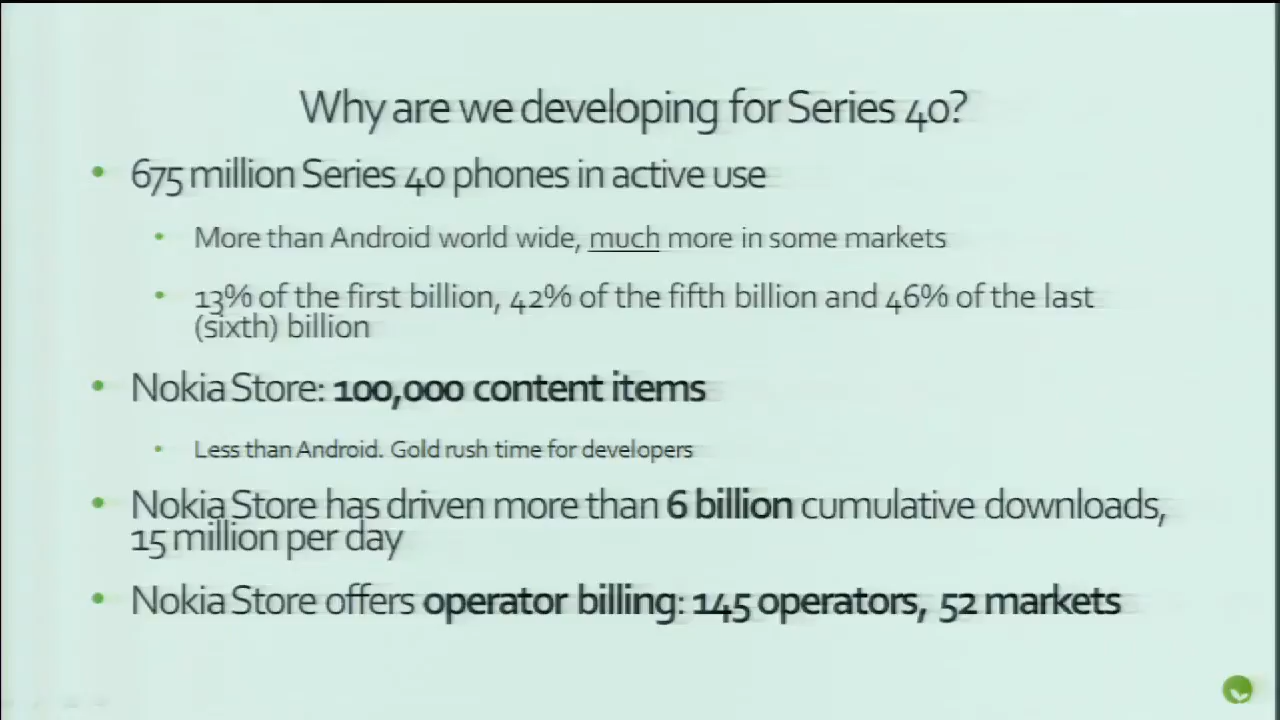 Why are we developing for Series 40?
675 million Series 40 phones in active use
More than Android world wide, much more in some markets
13% of the first billion, 42% of the fifth billion and 46% of the last
(sixth) billion
Nokia Store: 100,000 content items
Less than Android. Gold rush time for developers
Nokia Store has driven more than 6 billion cumulative downloads,
15 million per day
Nokia Store offers operator billing: 145 operators, 52 markets